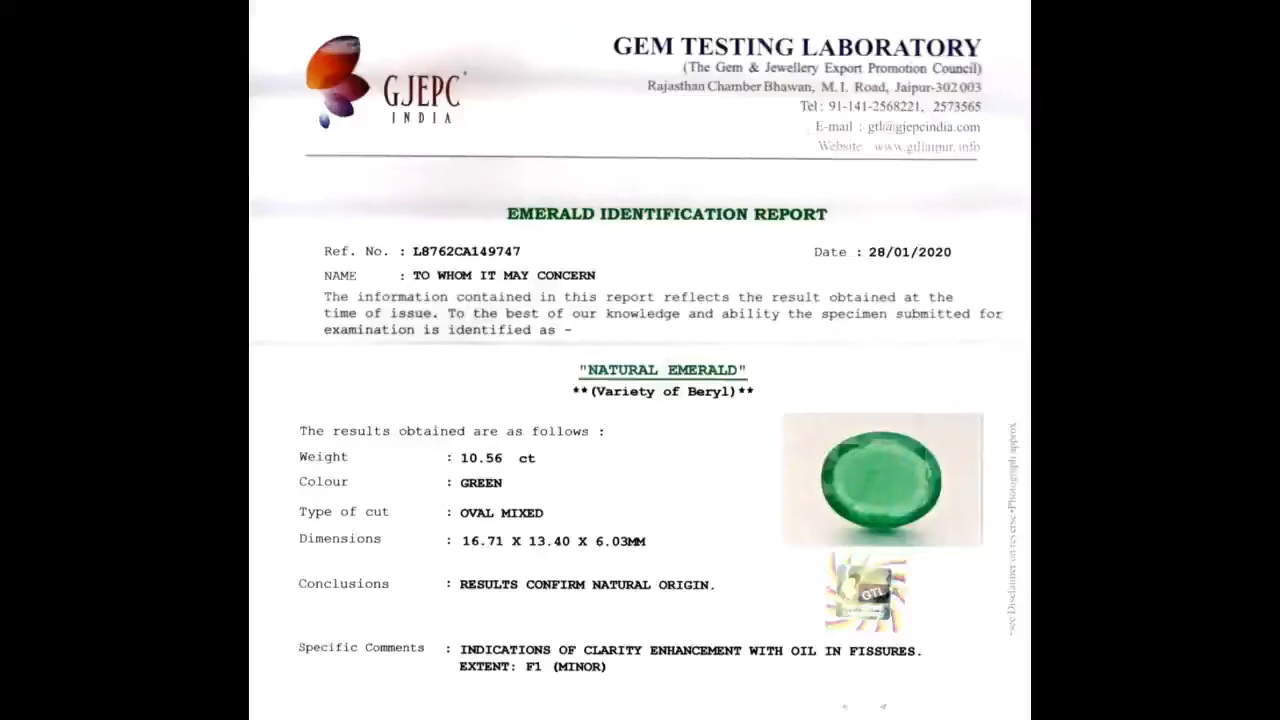 GJEPC
INDIA
GEM TESTING LABORATORY
(The Gem & Jewellery Export Promotion Council)
Rajasthan Chamber Bhawan, M.I. Road, Jaipur-302 003
Tel : 91-141-2568221, 2573565
E-mail : gtl@gjepcindia.com
Website www.gtljaipur.info
EMERALD IDENTIFICATION REPORT
Ref. No. : L8762CA149747 Date : 28/01/2020
NAME : TO WHOM IT MAY CONCERN
The information contained in this report reflects the result obtained at the
time of issue. To the best of our knowledge and ability the specimen submitted for
examination is identified as -
"NATURAL EMERALD"
**(Variety of Beryl)**
The results obtained are as follows :
Weight : 10.56 ct
Colour : GREEN
Type of cut : OVAL MIXED
Dimensions : 16.71 X 13.40 X 6.03MM
Conclusions : RESULTS CONFIRM NATURAL ORIGIN.
GTL
Specific Comments : INDICATIONS OF CLARITY ENHANCEMENT WITH OIL IN FISSURES.
EXTENT: F1 (MINOR)
-see Disclaimer on reverse •Photograph approx